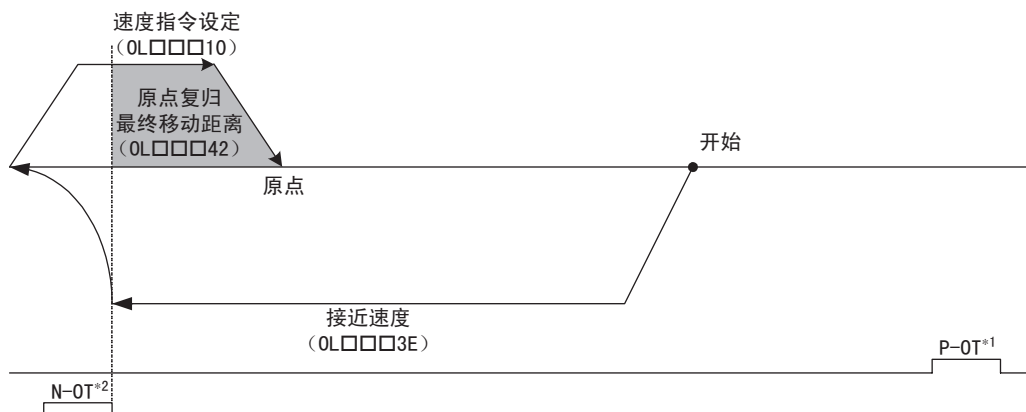 速度指令设定
(OL□□□10)
原点复归
最终移动距离
(OL□□□42)
开始
原点
接近速度
(OL□□□3E)
P-OT*1
N-OT*2